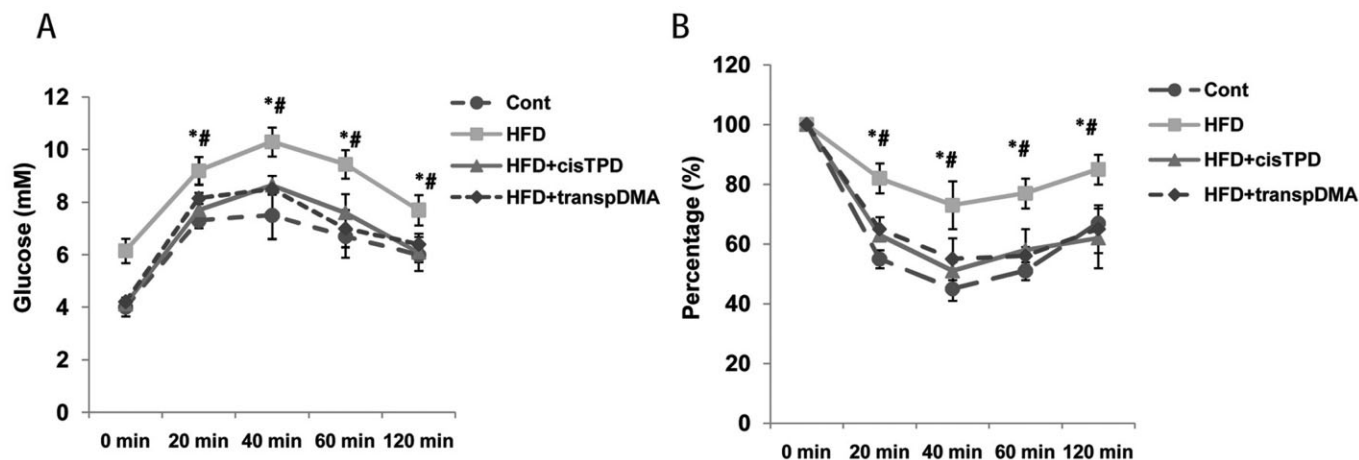 A
Glucose (mM)
12
10
8
6
4
2
0
*#
*#
*#
*#
0 min 20 min 40 min 60 min 120 min
Cont
HFD
HFD+cisTPD
HFD+transpDMA
B
Percentage (%)
120
100
80
60
40
20
0
*#
*#
*#
*#
0 min 20 min 40 min 60 min 120 min
Cont
HFD
HFD+cisTPD
HFD+transpDMA